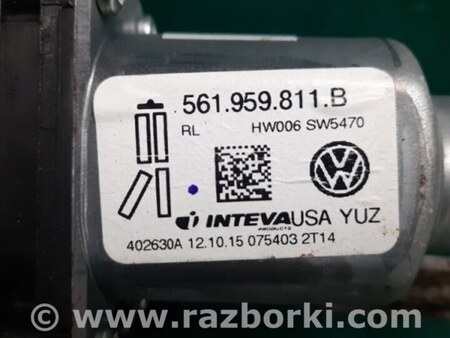 561.959.811.B
RL HW006 SW5470
INTEVA USA YUZ
PRODUCTS
402630A 12.10.15 075403 2T14
© www.razborki.com